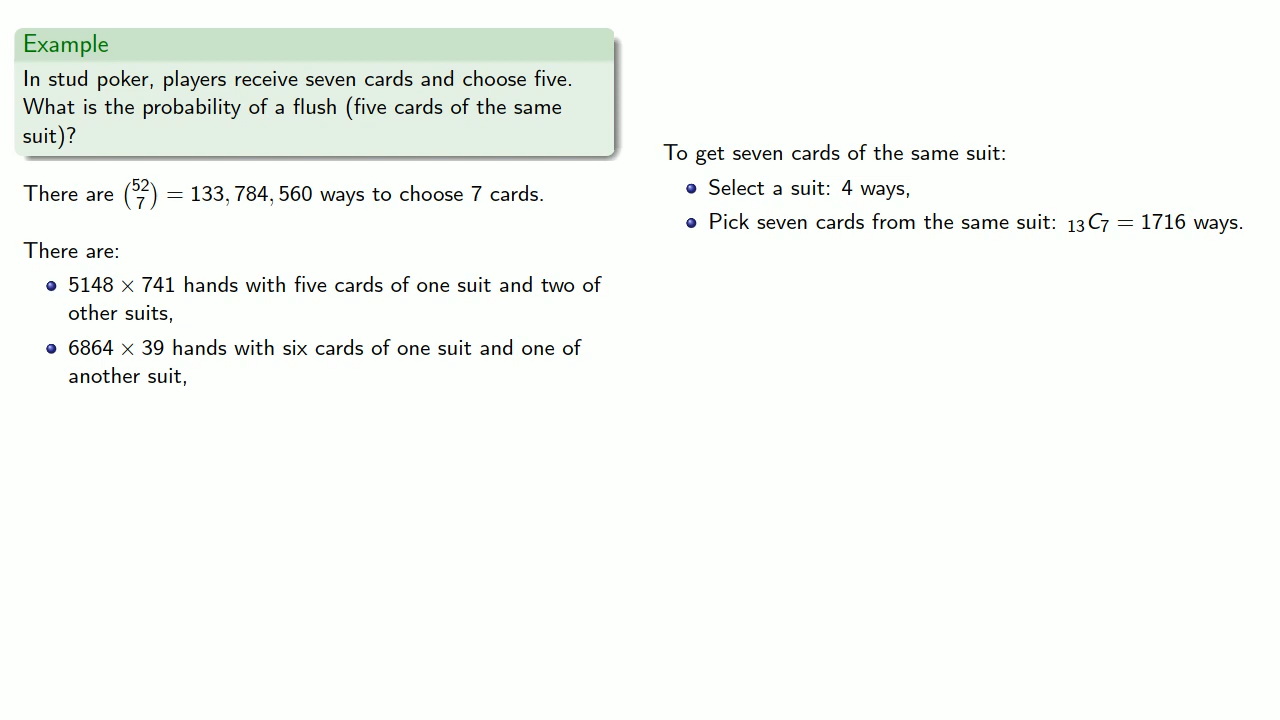 Example
In stud poker, players receive seven cards and choose five.
What is the probability of a flush (five cards of the same
suit)?
There are (52 7) = 133, 784, 560 ways to choose 7 cards.
There are:
5148 × 741 hands with five cards of one suit and two of
other suits,
6864 × 39 hands with six cards of one suit and one of
another suit,
To get seven cards of the same suit:
Select a suit: 4 ways,
Pick seven cards from the same suit: ₁₃C₇ = 1716 ways.